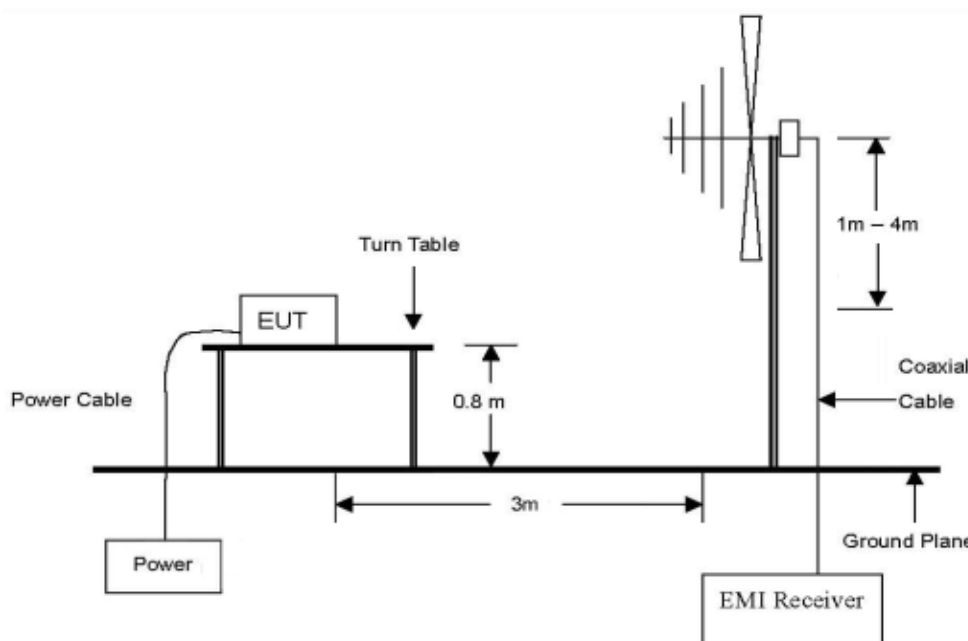 1m – 4m
Turn Table
EUT
Coaxial
Cable
Power Cable
0.8 m
3m
Ground Plane
Power
EMI Receiver